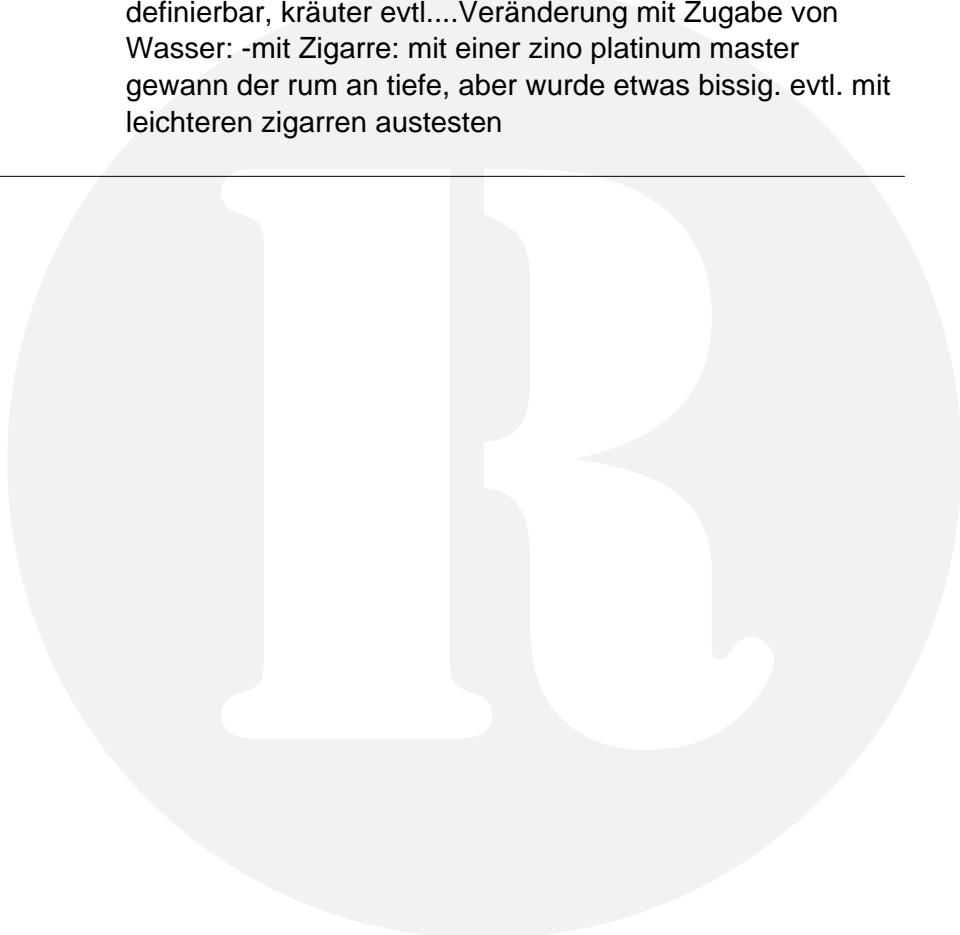 definierbar, kräuter evtl....Veränderung mit Zugabe von
Wasser: -mit Zigarre: mit einer zino platinum master
gewann der rum an tiefe, aber wurde etwas bissig. evtl. mit
leichteren zigarren austesten
R